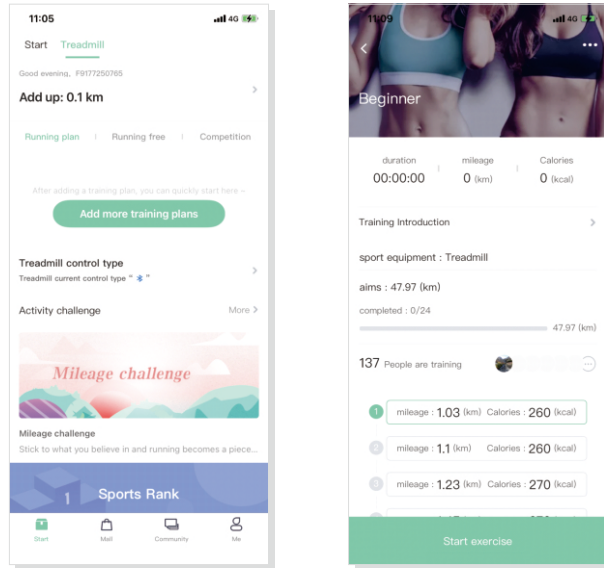 11:05
4G
Start Treadmill
Good evening, F9177250765
Add up: 0.1 km
Running plan Running free Competition
After adding a training plan, you can quickly start here ~
Add more training plans
Treadmill control type
Treadmill current control type " "
Activity challenge More >
Mileage challenge
Mileage challenge
Stick to what you believe in and running becomes a piece...
1 Sports Rank
Start Mall Community Me
11:09
4G
Beginner
duration mileage Calories
00:00:00 0 (km) 0 (kcal)
Training Introduction
sport equipment : Treadmill
aims : 47.97 (km)
completed : 0/24
47.97 (km)
137 People are training
1 mileage : 1.03 (km) Calories : 260 (kcal)
2 mileage : 1.1 (km) Calories : 260 (kcal)
3 mileage : 1.23 (km) Calories : 270 (kcal)
Start exercise